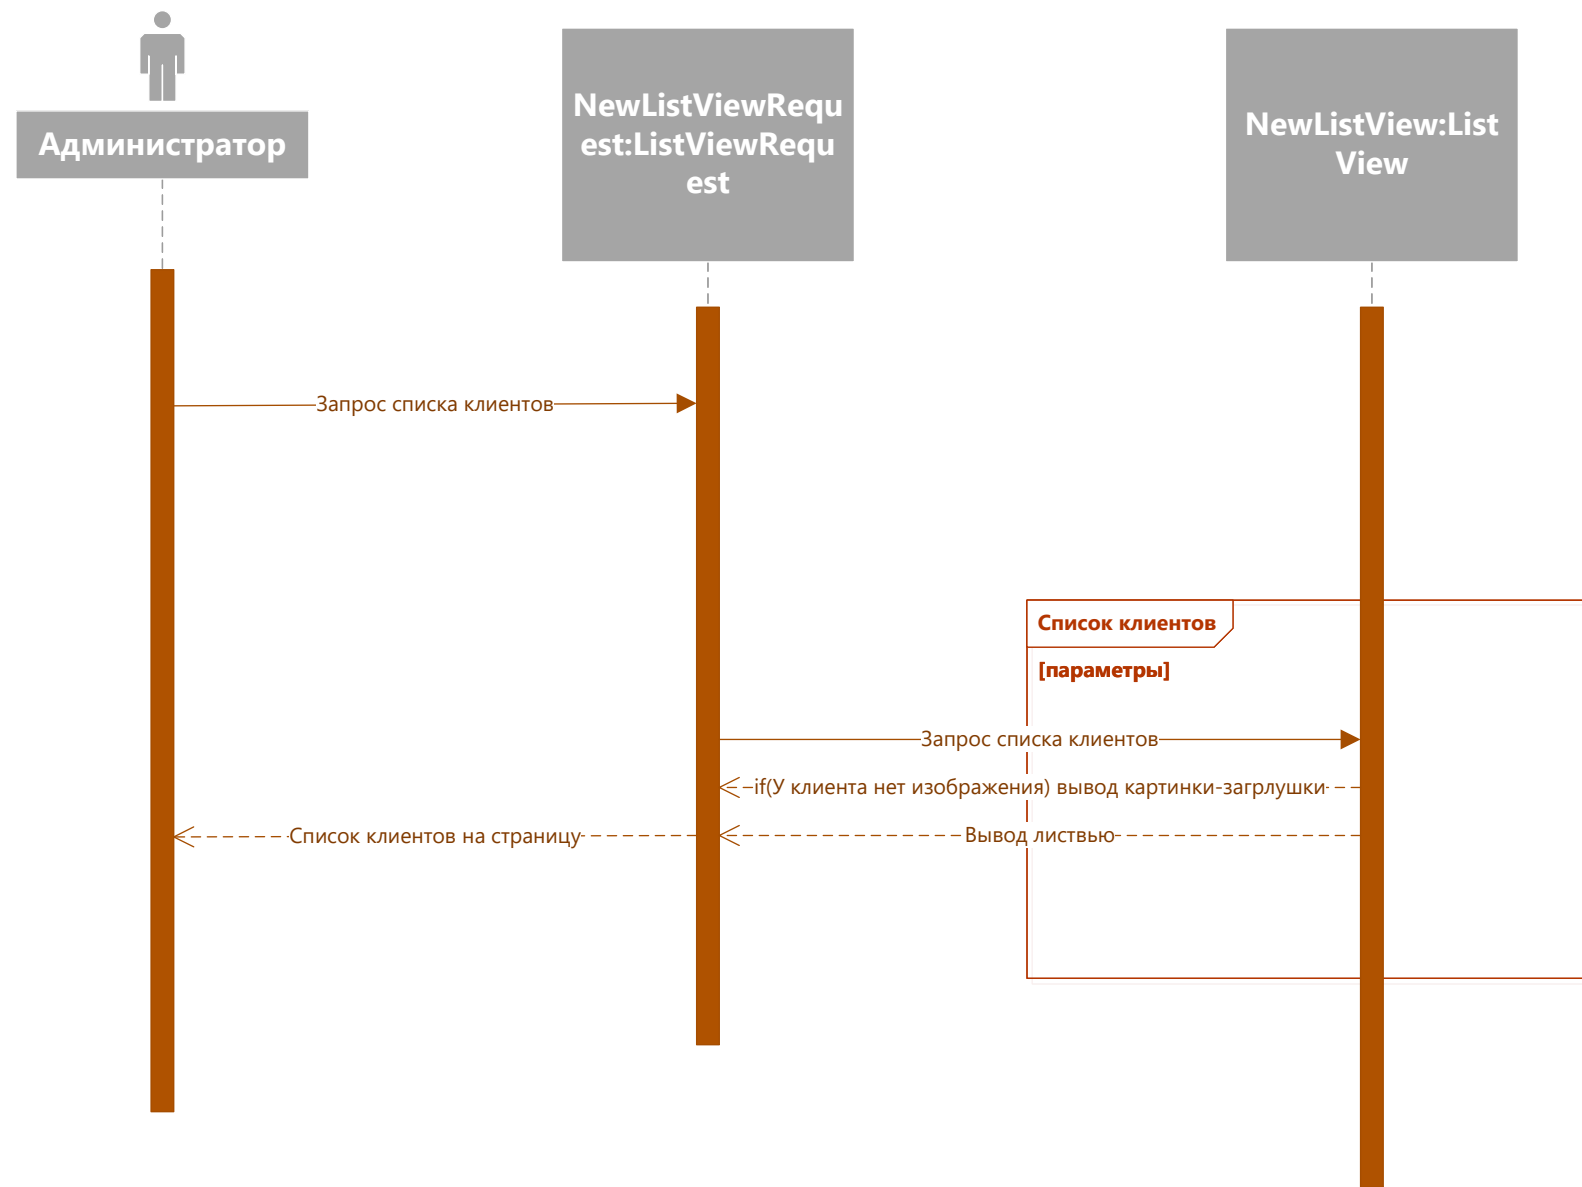 Администратор
NewListViewRequ
est:ListViewRequ
est
NewListView:List
View
Запрос списка клиентов
Список клиентов
[параметры]
Запрос списка клиентов
if(У клиента нет изображения) вывод картинки-загрлушки
Список клиентов на страницу
Вывод листвью